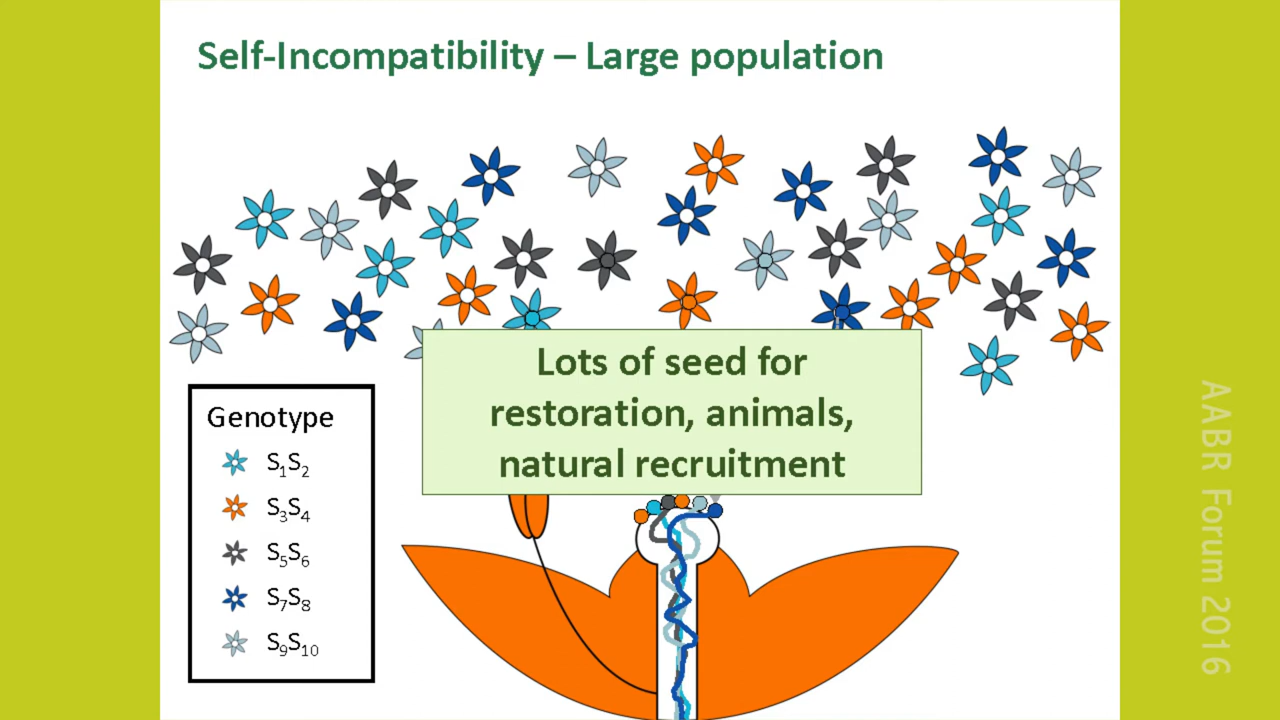 Self-Incompatibility – Large population
Lots of seed for
restoration, animals,
natural recruitment
Genotype
S₁S₂
S₃S₄
S₅S₆
S₇S₈
S₉S₁₀
AABR Forum 2016